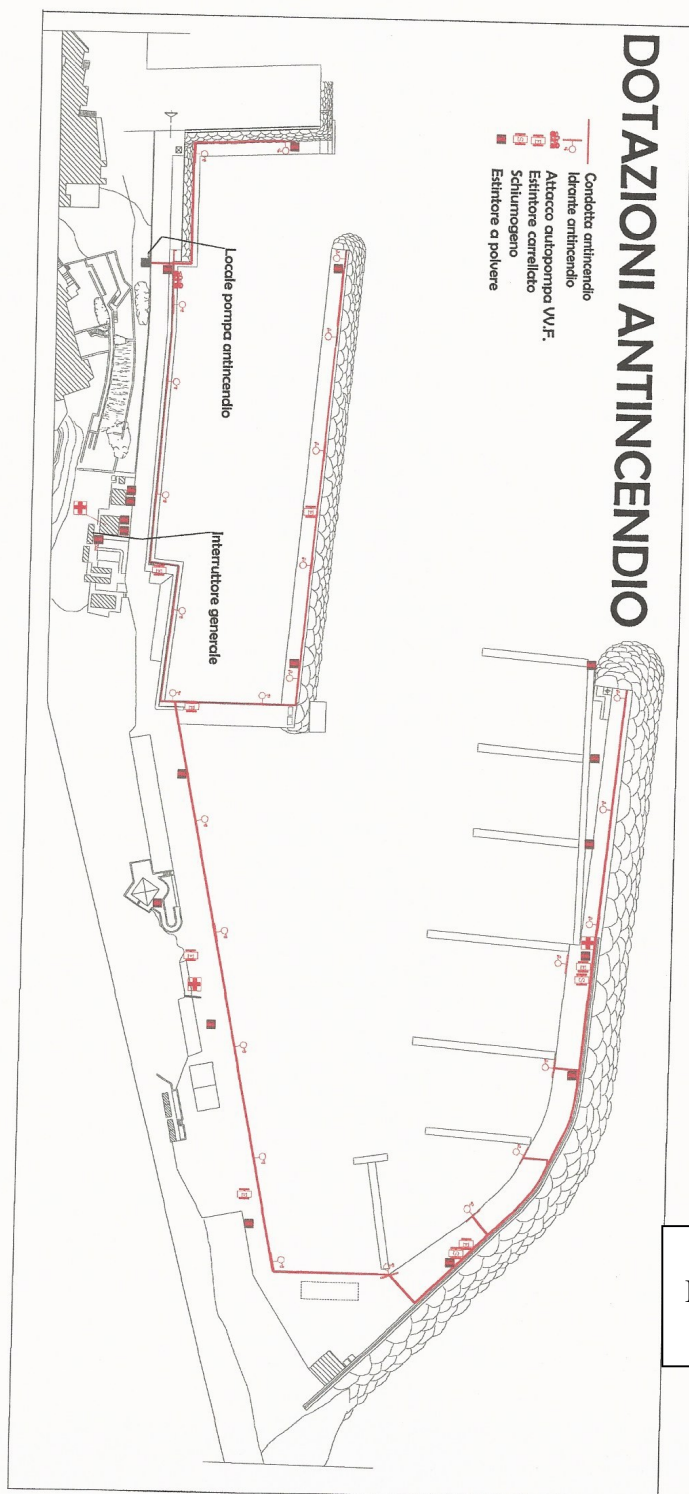 DOTAZIONI ANTINCENDIO
Condotta antincendio
Idrante antincendio
Attacco autopompa VV.F.
Estintore carrellato
Schiumogeno
Estintore a polvere
Locale pompa antincendio
Interruttore generale